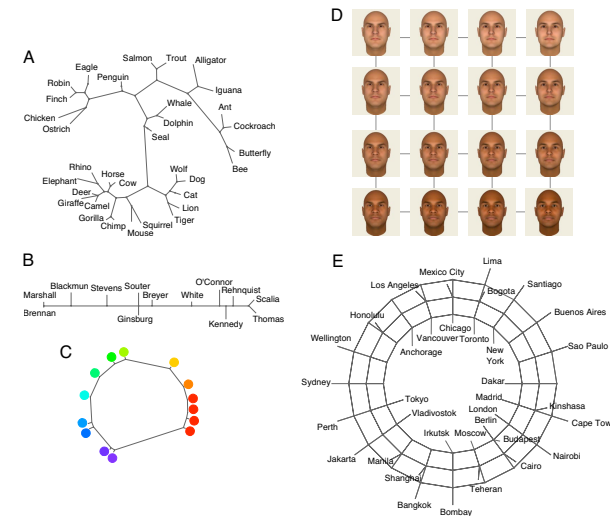 A
Salmon
Trout
Alligator
Eagle
Penguin
Robin
Finch
Iguana
Chicken
Ostrich
Whale
Dolphin
Seal
Ant
Cockroach
Butterfly
Bee
Rhino
Horse
Wolf
Elephant
Cow
Dog
Deer
Cat
Giraffe
Camel
Lion
Gorilla
Chimp
Squirrel
Tiger
Mouse
B
Marshall
Blackmun
Stevens
Souter
Breyer
White
O'Connor
Rehnquist
Scalia
Brennan
Ginsburg
Kennedy
Thomas
C
D
E
Lima
Mexico City
Los Angeles
Bogota
Santiago
Honolulu
Buenos Aires
Chicago
Vancouver
Toronto
Wellington
Anchorage
New
York
Sao Paulo
Sydney
Dakar
Tokyo
Madrid
Vladivostok
London
Kinshasa
Perth
Berlin
Cape Tow
Irkutsk
Moscow
Budapest
Jakarta
Manila
Nairobi
Cairo
Shanghai
Teheran
Bangkok
Bombay